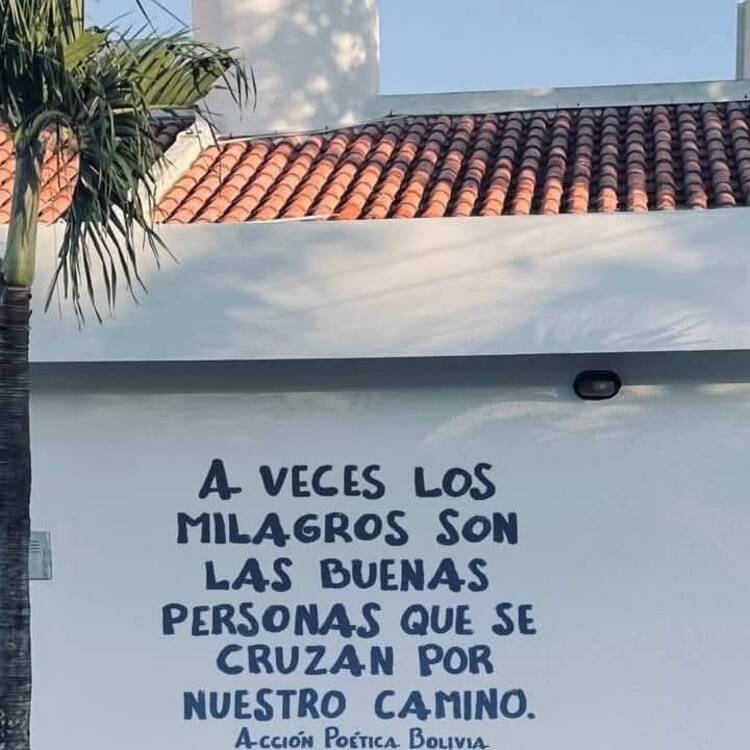 A VECES LOS
MILAGROS SON
LAS BUENAS
PERSONAS QUE SE
CRUZAN POR
NUESTRO CAMINO.
ACCIÓN POÉTICA BOLIVIA